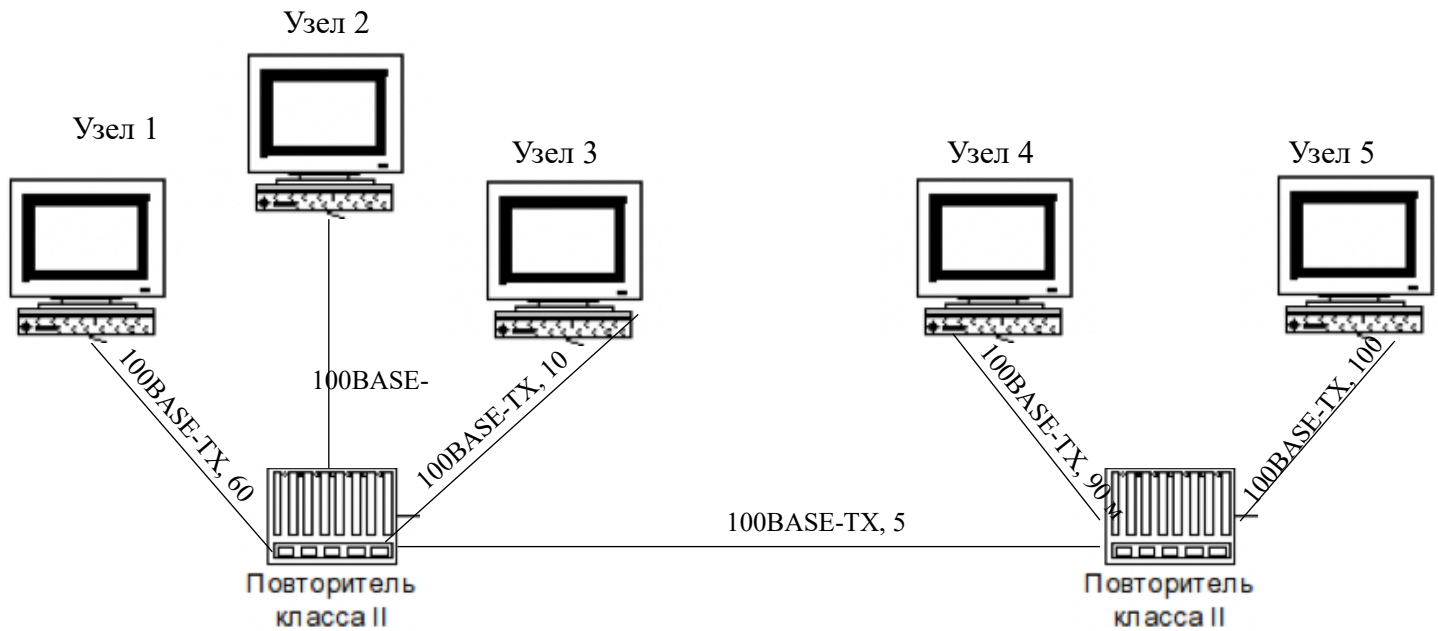 Узел 2
Узел 1
Узел 3
Узел 4
Узел 5
100BASE-TX, 60
100BASE-
100BASE-TX, 10
100BASE-TX, 90 м
100BASE-TX, 100
100BASE-TX, 5
Повторитель
класса II
Повторитель
класса II